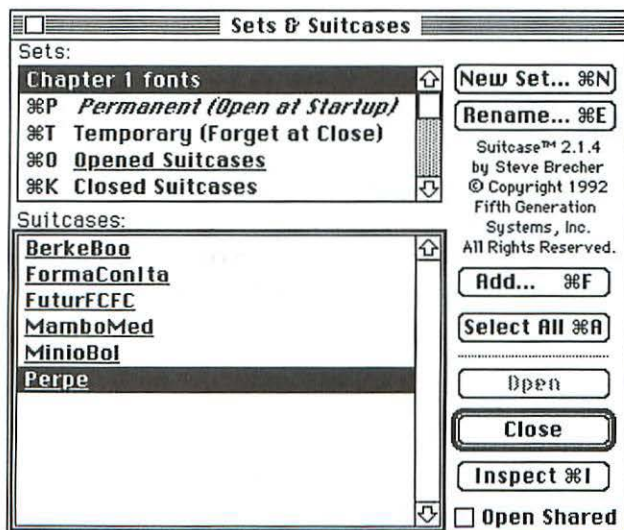 Sets & Suitcases
Sets:
Chapter 1 fonts
⌘P Permanent (Open at Startup)
⌘T Temporary (Forget at Close)
⌘O Opened Suitcases
⌘K Closed Suitcases
Suitcases:
BerkeBoo
FormaConIta
FuturFCFC
MamboMed
MinioBol
Perpe
New Set... ⌘N
Rename... ⌘E
Suitcase™ 2.1.4
by Steve Brecher
© Copyright 1992
Fifth Generation
Systems, Inc.
All Rights Reserved.
Add... ⌘F
Select All ⌘A
Open
Close
Inspect ⌘I
Open Shared